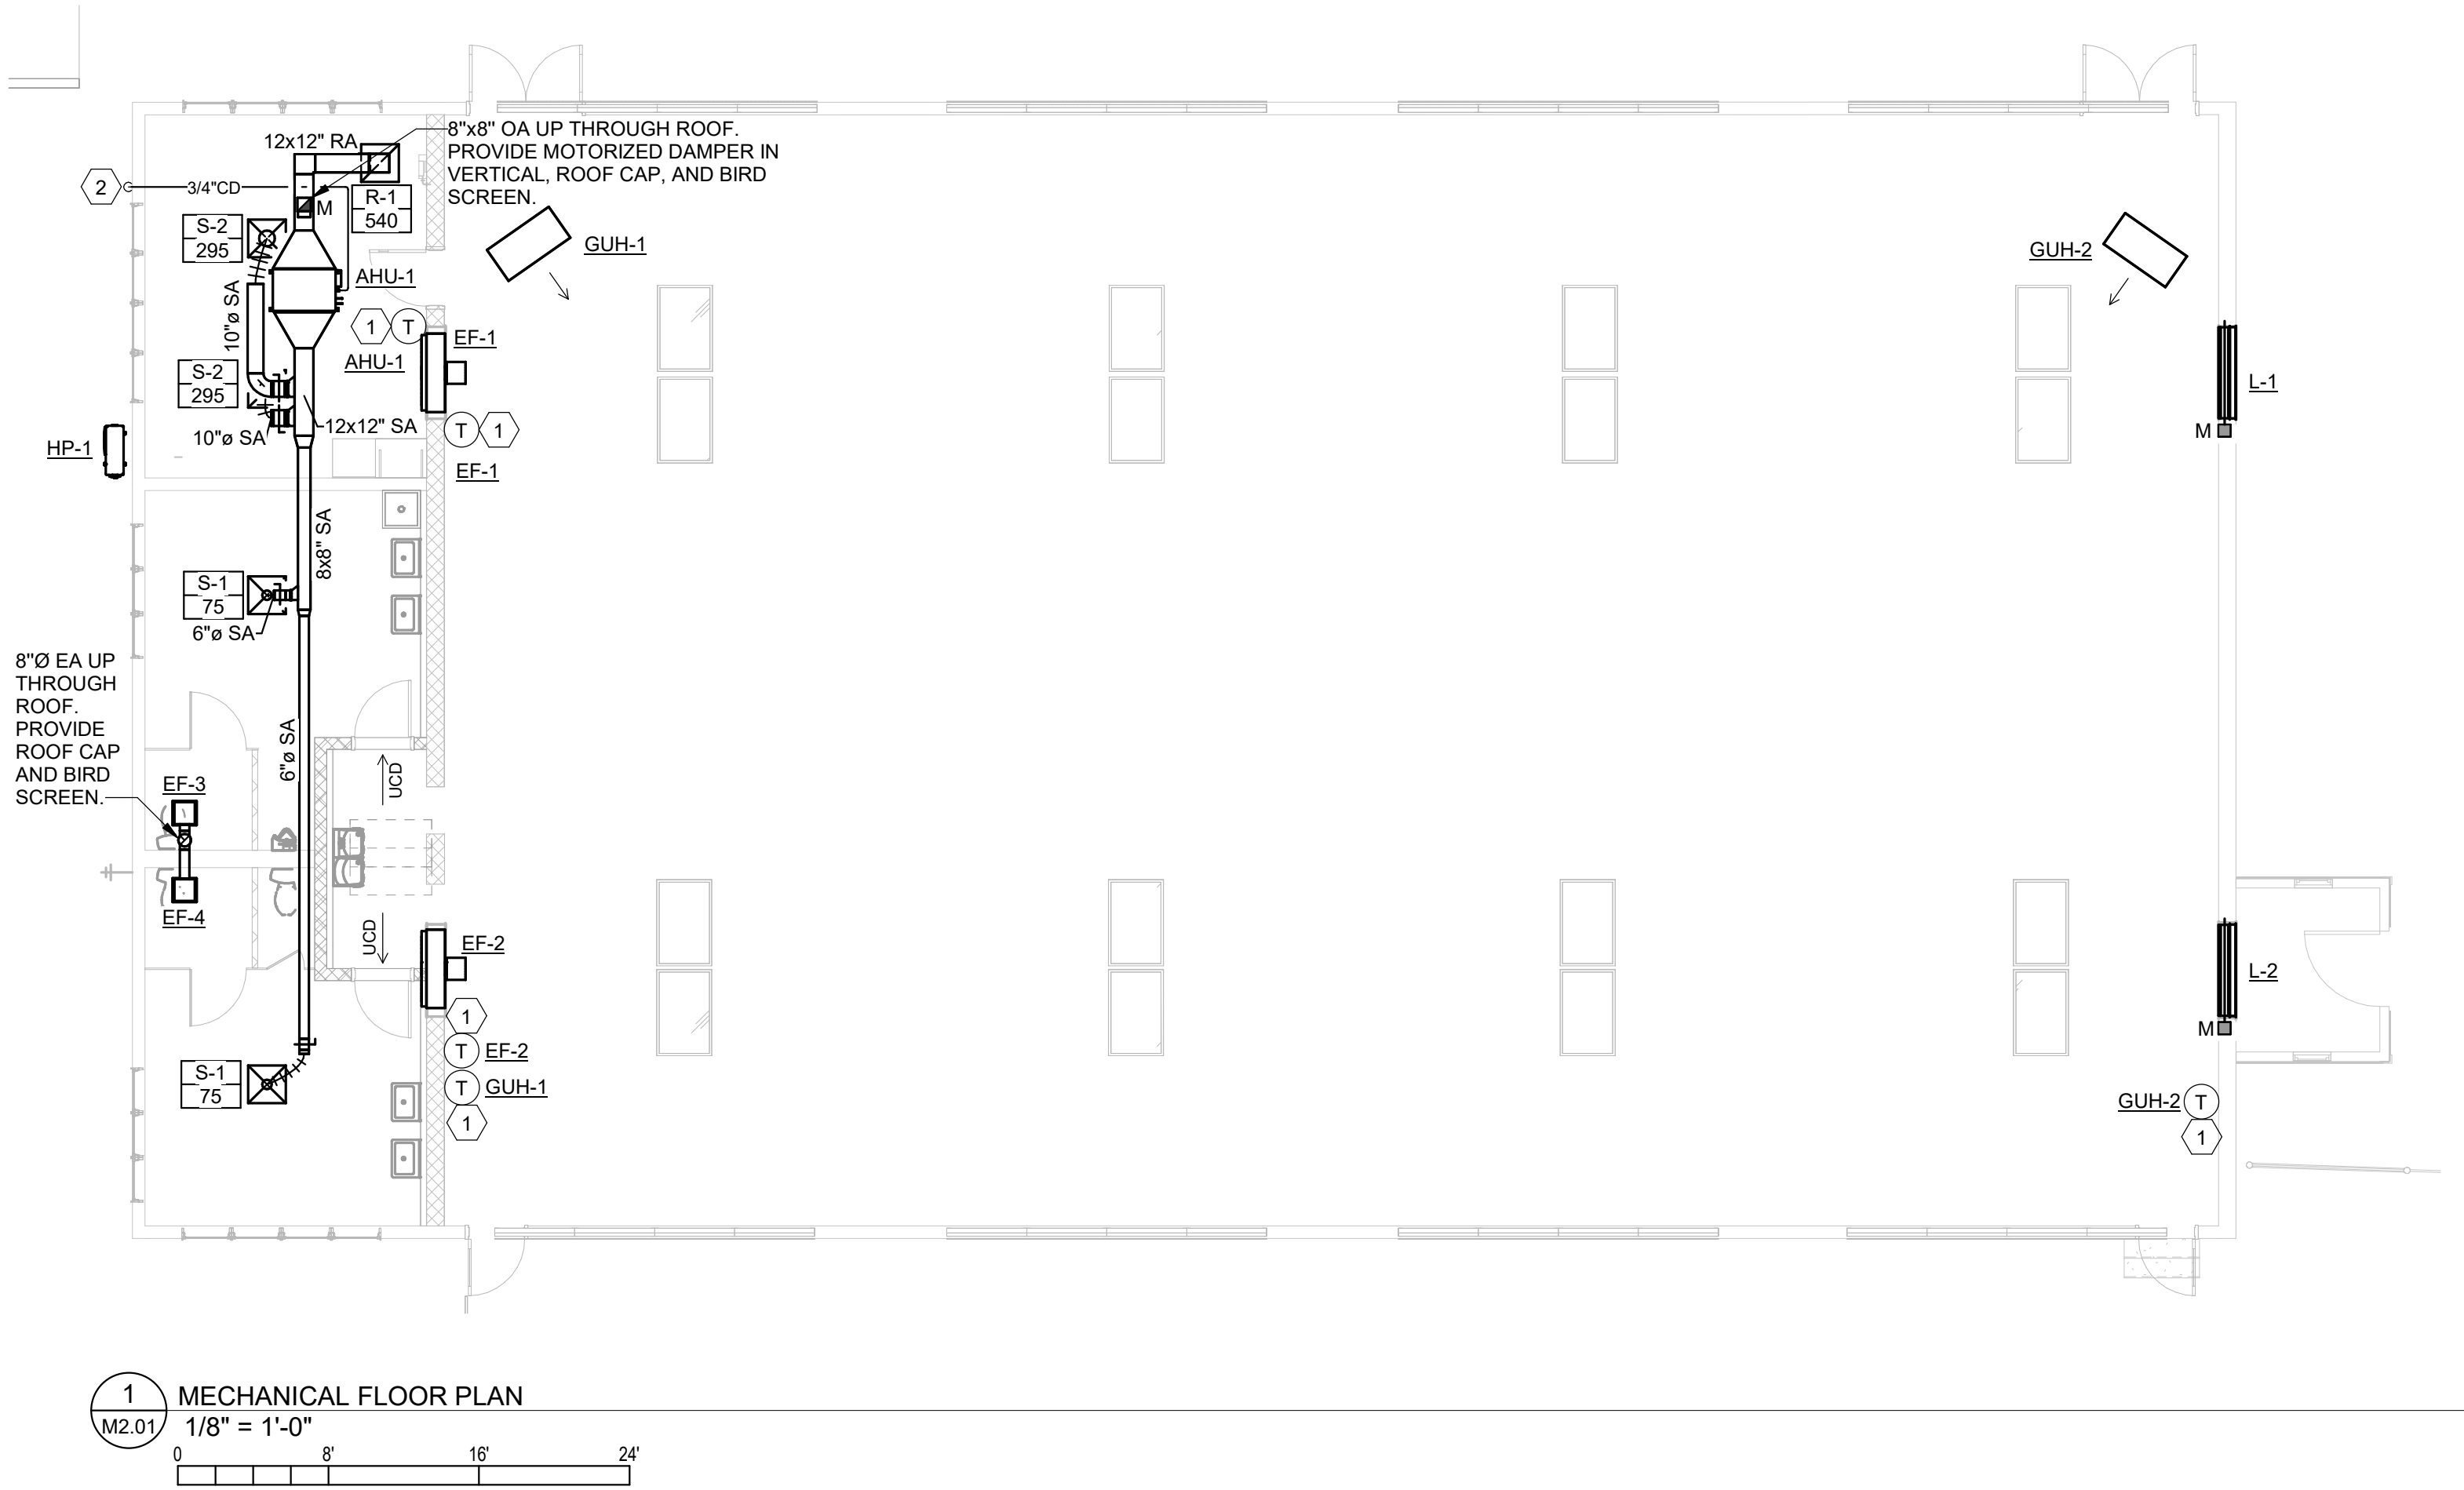 12x12" RA
8"x8" OA UP THROUGH ROOF.
PROVIDE MOTORIZED DAMPER IN
VERTICAL, ROOF CAP, AND BIRD
SCREEN.
2
3/4"CD
M
R-1
540
S-2
295
GUH-1
GUH-2
AHU-1
10"ø SA
1
T
EF-1
AHU-1
S-2
295
L-1
12x12" SA
10"ø SA
T
1
M
HP-1
EF-1
8x8" SA
S-1
75
6"ø SA
8"Ø EA UP
THROUGH
ROOF.
PROVIDE
ROOF CAP
AND BIRD
SCREEN.
6"ø SA
UCD
EF-3
EF-4
UCD
EF-2
L-2
1
M
T
EF-2
S-1
75
T
GUH-1
1
GUH-2
T
1
1
M2.01
MECHANICAL FLOOR PLAN
1/8" = 1'-0"
0
8'
16'
24'